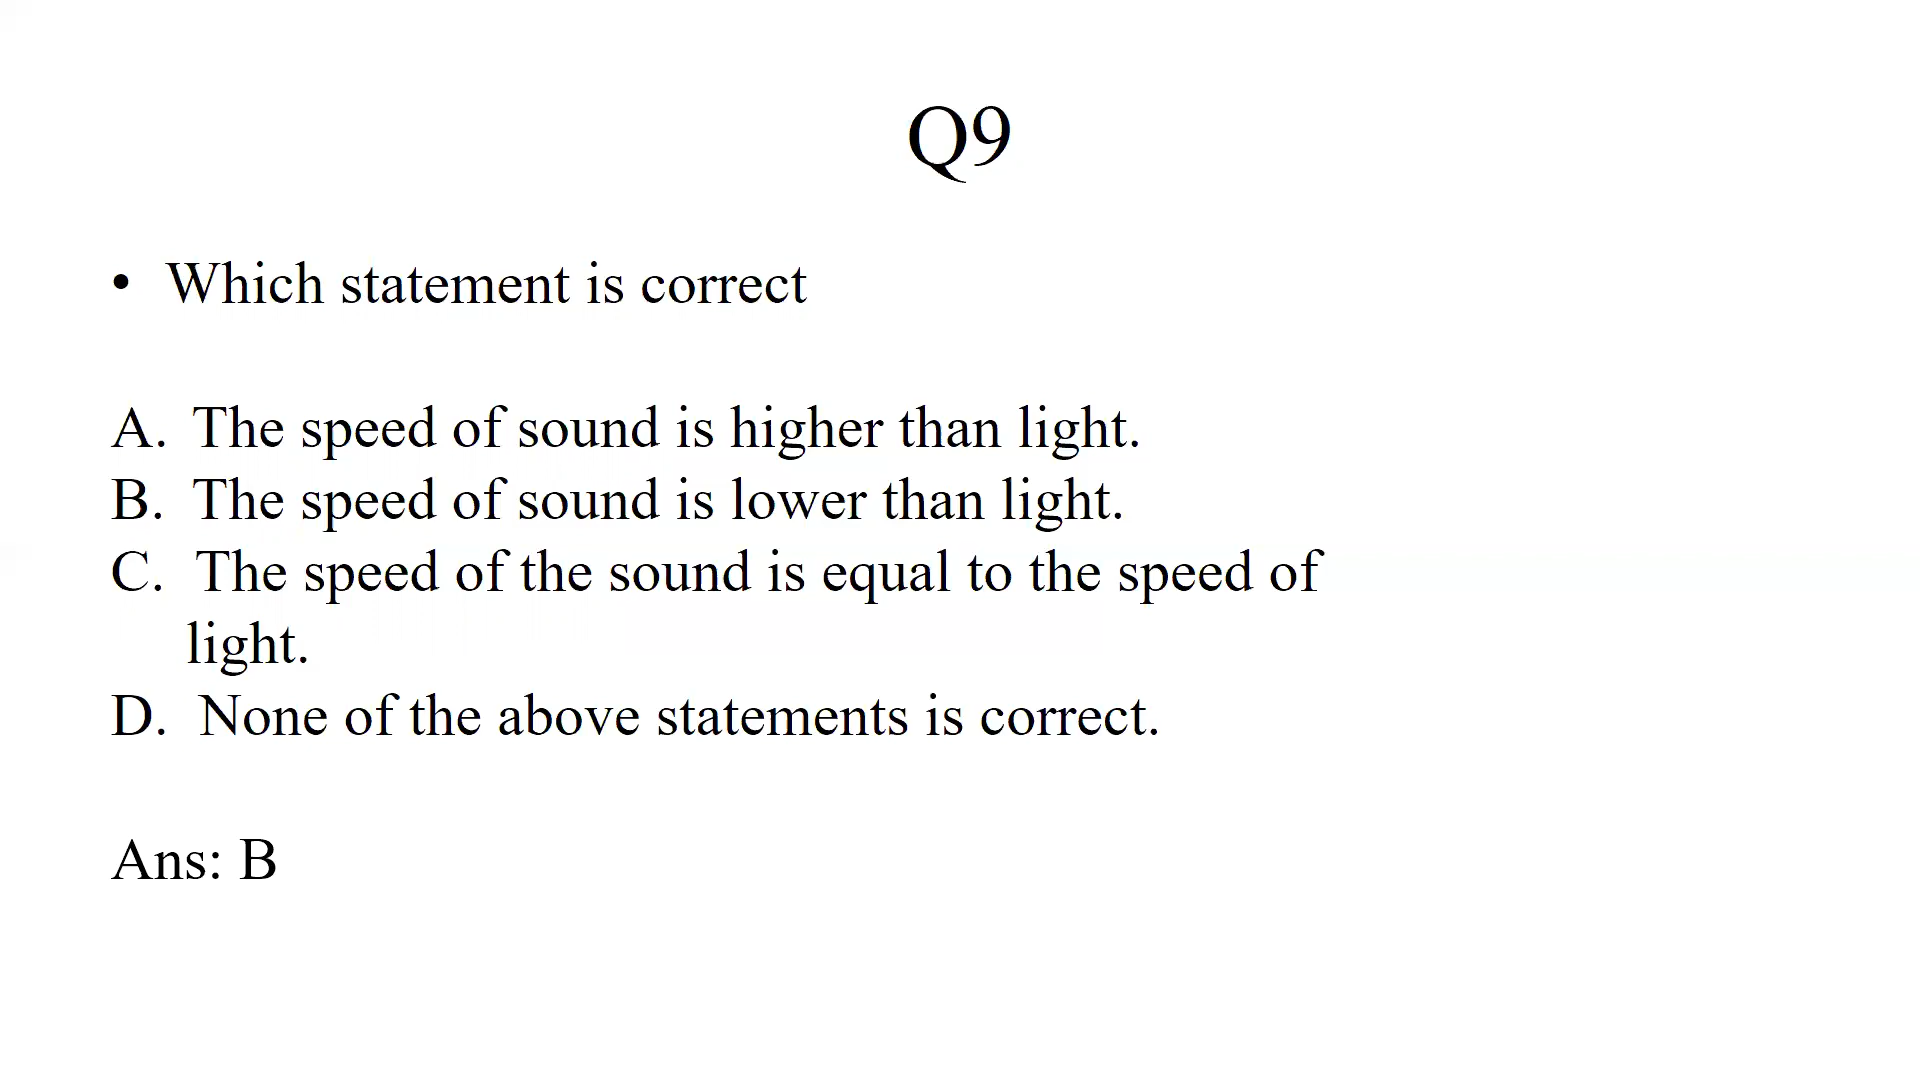 Q9
• Which statement is correct
A. The speed of sound is higher than light.
B. The speed of sound is lower than light.
C. The speed of the sound is equal to the speed of
light.
D. None of the above statements is correct.
Ans: B